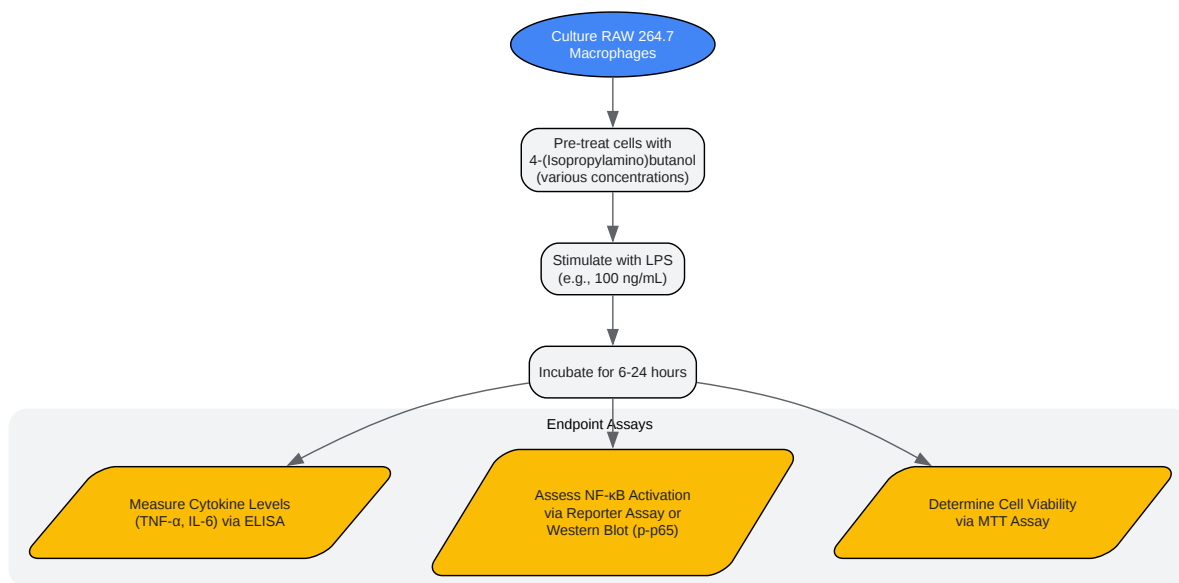 Culture RAW 264.7
Macrophages
Pre-treat cells with
4-(Isopropylamino)butanol
(various concentrations)
Stimulate with LPS
(e.g., 100 ng/mL)
Incubate for 6-24 hours
Endpoint Assays
Measure Cytokine Levels
(TNF-α, IL-6) via ELISA
Assess NF-κB Activation
via Reporter Assay or
Western Blot (p-p65)
Determine Cell Viability
via MTT Assay